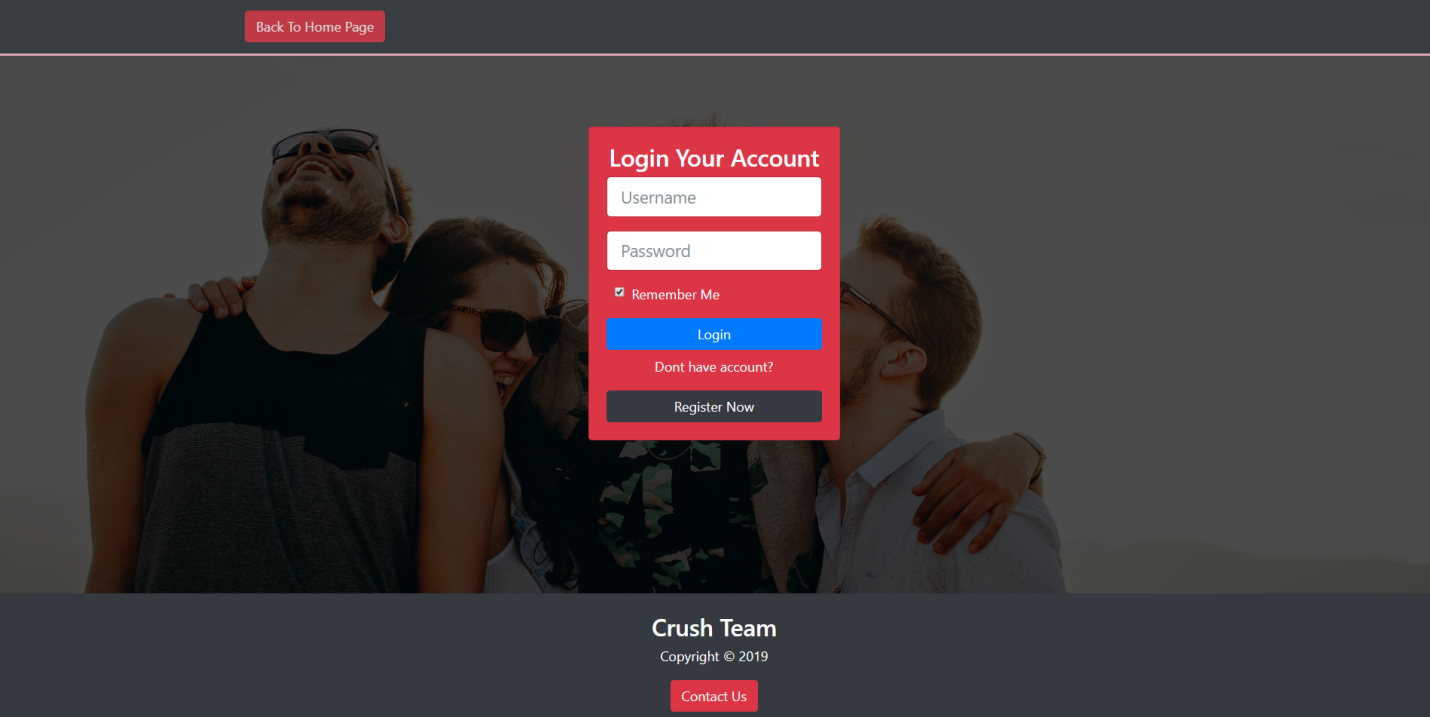 Back To Home Page
Login Your Account
Username
Password
Remember Me
Login
Dont have account?
Register Now
Crush Team
Copyright © 2019
Contact Us